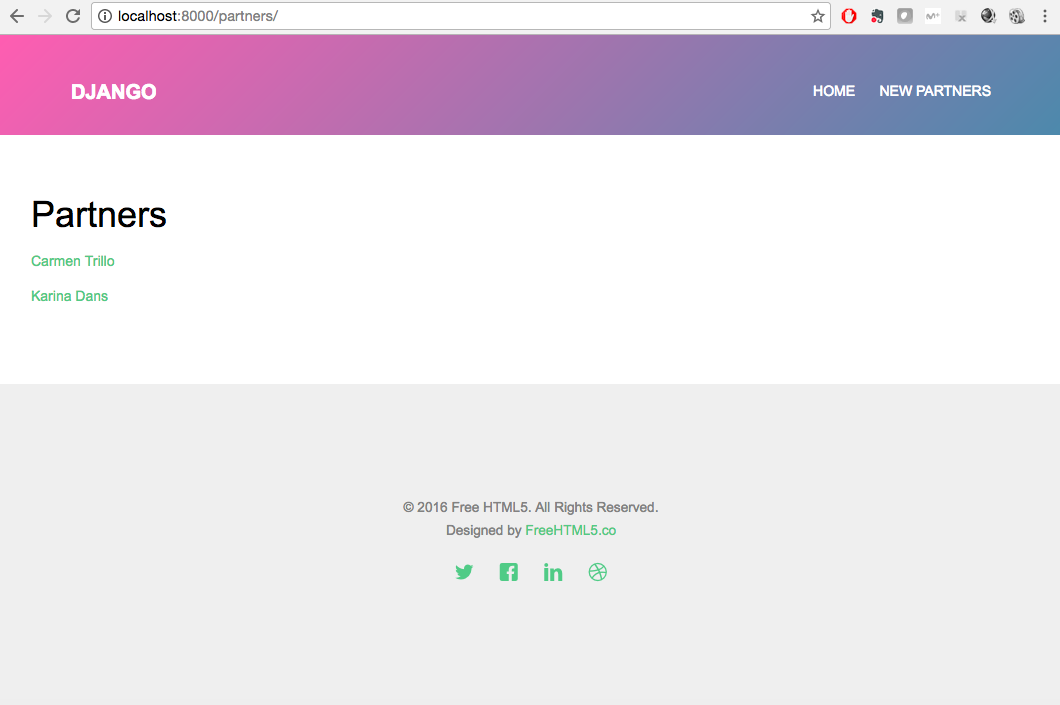 localhost:8000/partners/
DJANGO
HOME NEW PARTNERS
Partners
Carmen Trillo
Karina Dans
© 2016 Free HTML5. All Rights Reserved.
Designed by FreeHTML5.co